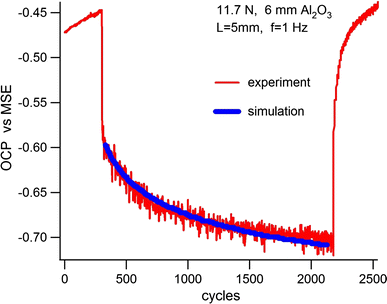 11.7 N, 6 mm Al₂O₃
L=5mm, f=1 Hz
experiment
simulation
OCP vs MSE
-0.45
-0.50
-0.55
-0.60
-0.65
-0.70
0
500
1000
1500
2000
2500
cycles